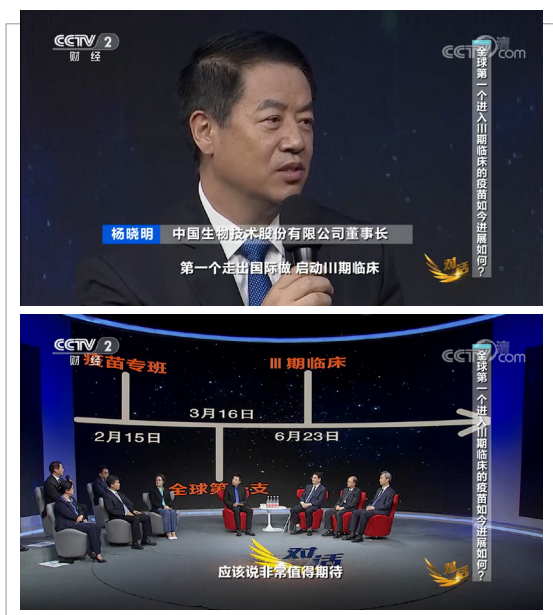 CCTV 2
财 经
CCTV com
全球第一个进入III期临床的疫苗如今进展如何?
杨晓明 中国生物技术股份有限公司董事长
第一个走出国际做 启动III期临床
对话
CCTV 2
财 经
CCTV com
全球第一个进入III期临床的疫苗如今进展如何?
疫苗专班
III期临床
3月16日
2月15日
6月23日
全球第 支
对话
应该说非常值得期待
对话